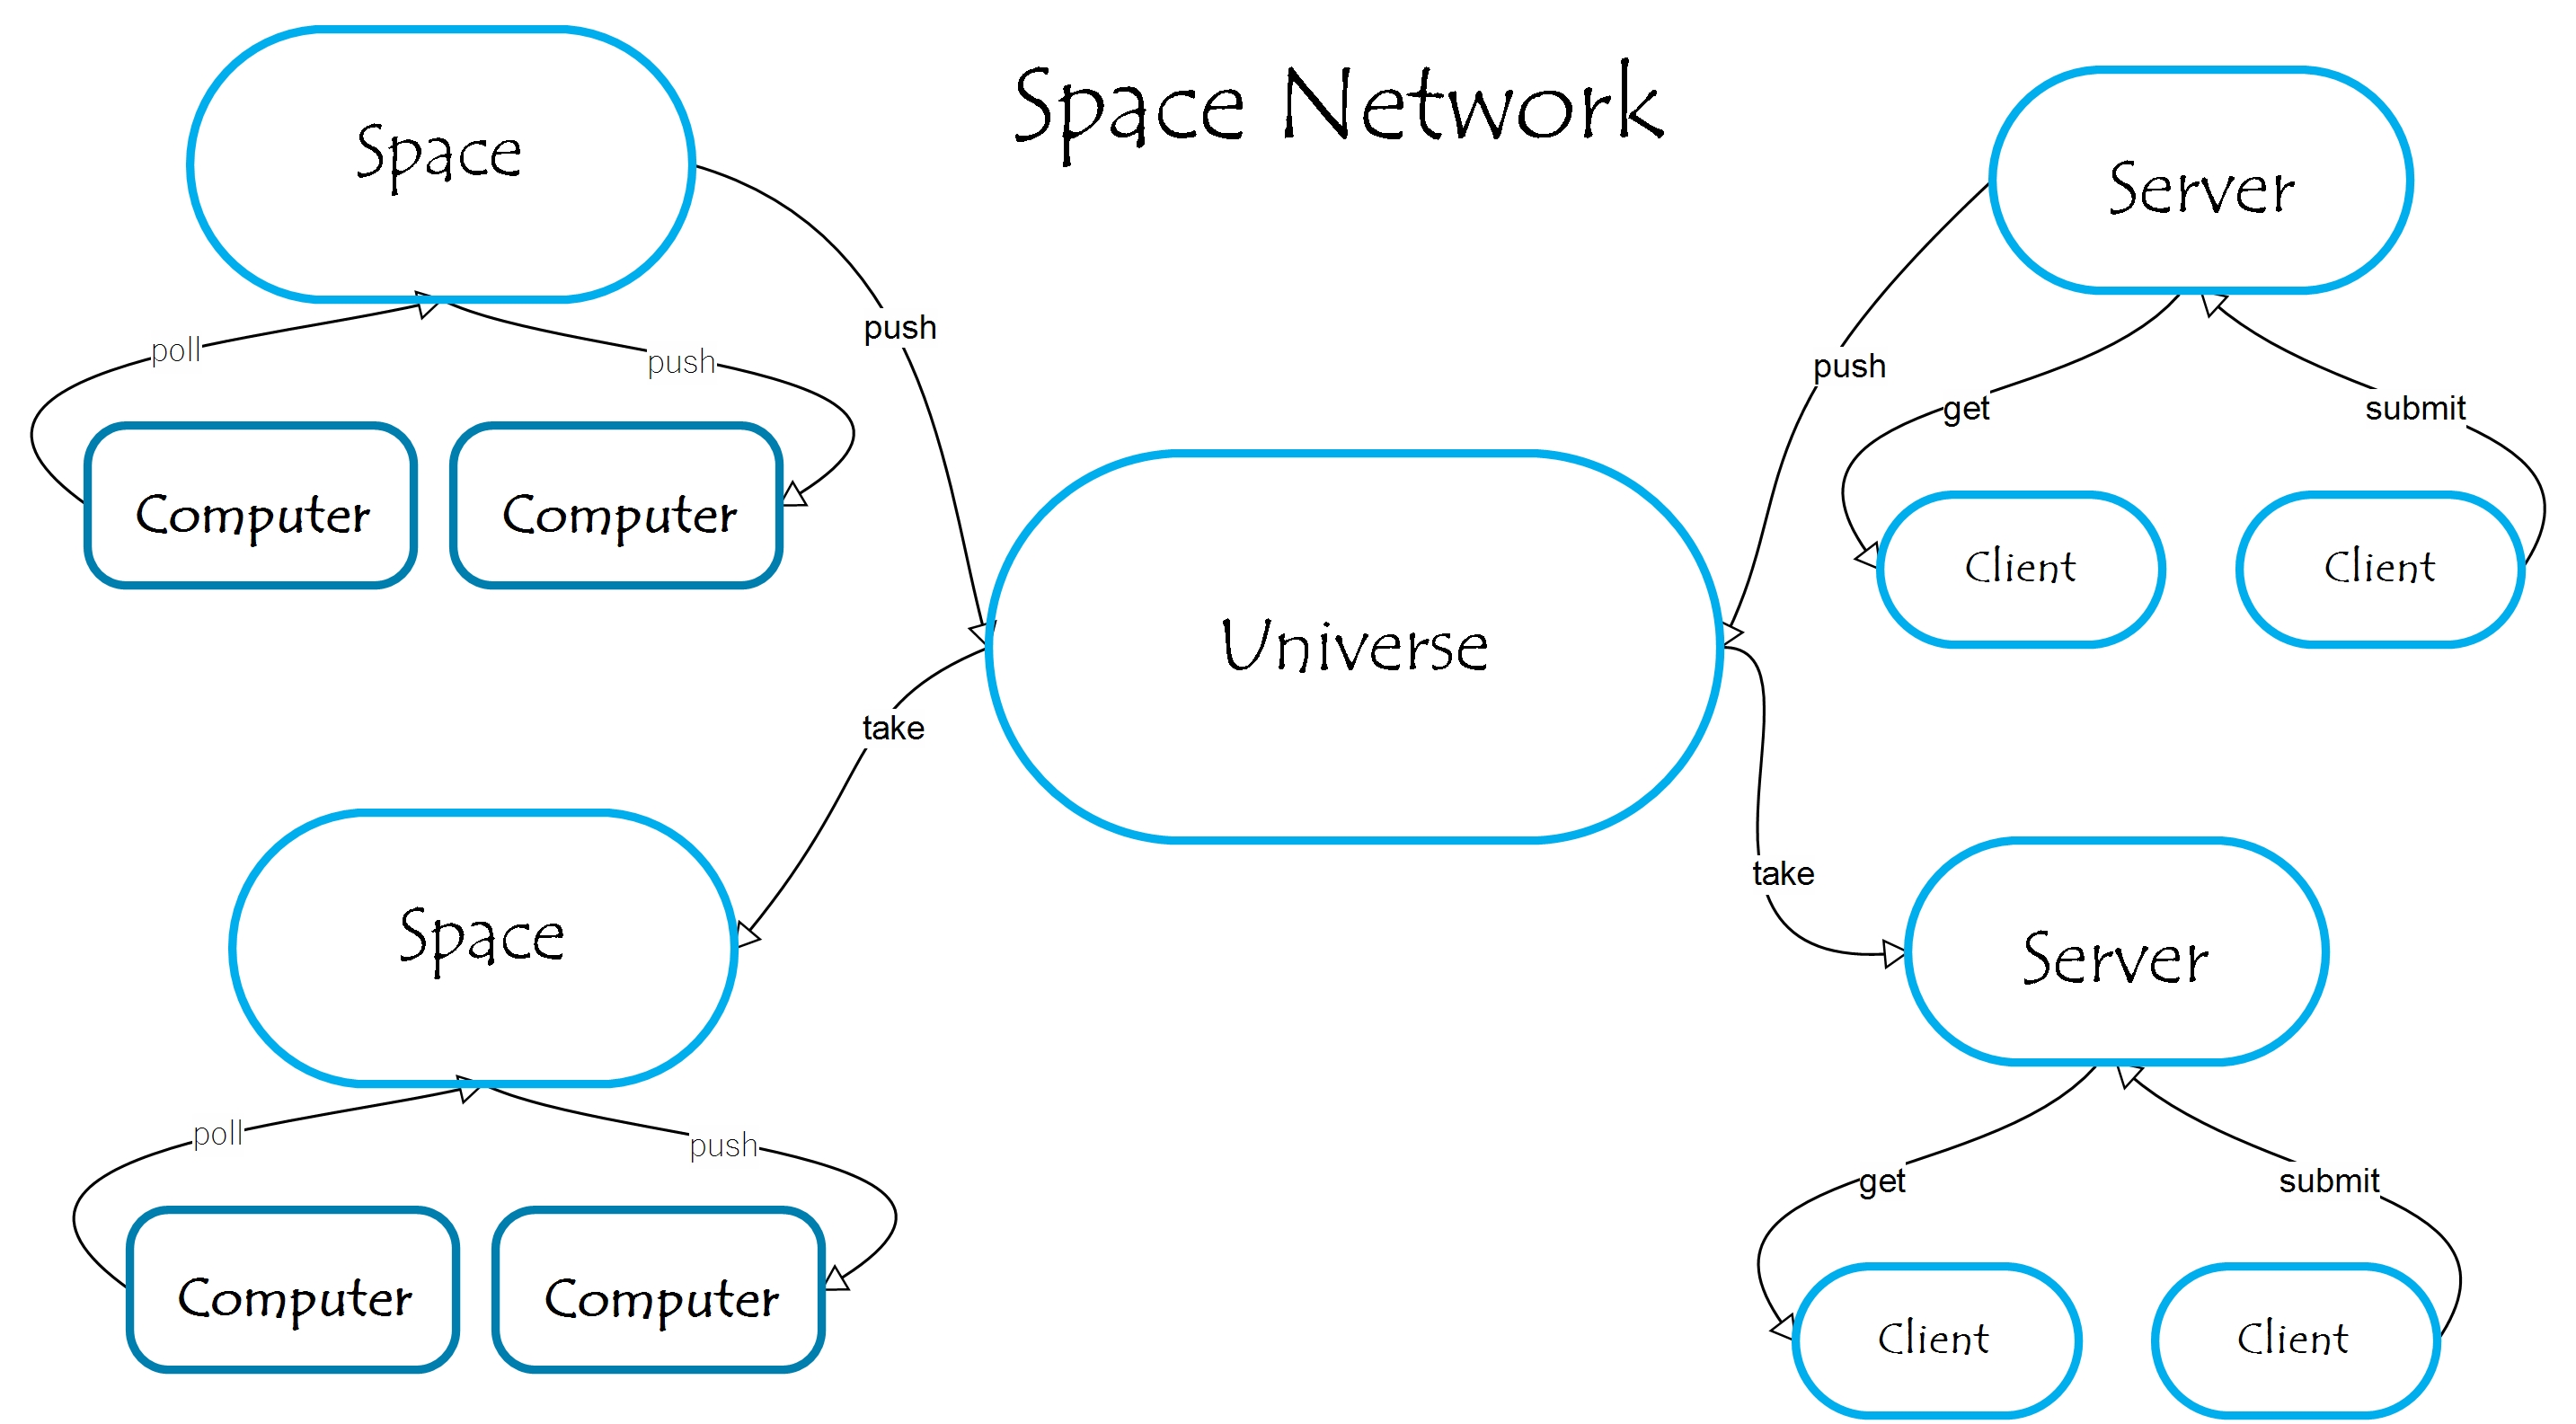 Space Network
Space
poll
push
Computer
Computer
push
Server
push
get
submit
Client
Client
Universe
take
take
Space
poll
push
Computer
Computer
Server
get
submit
Client
Client